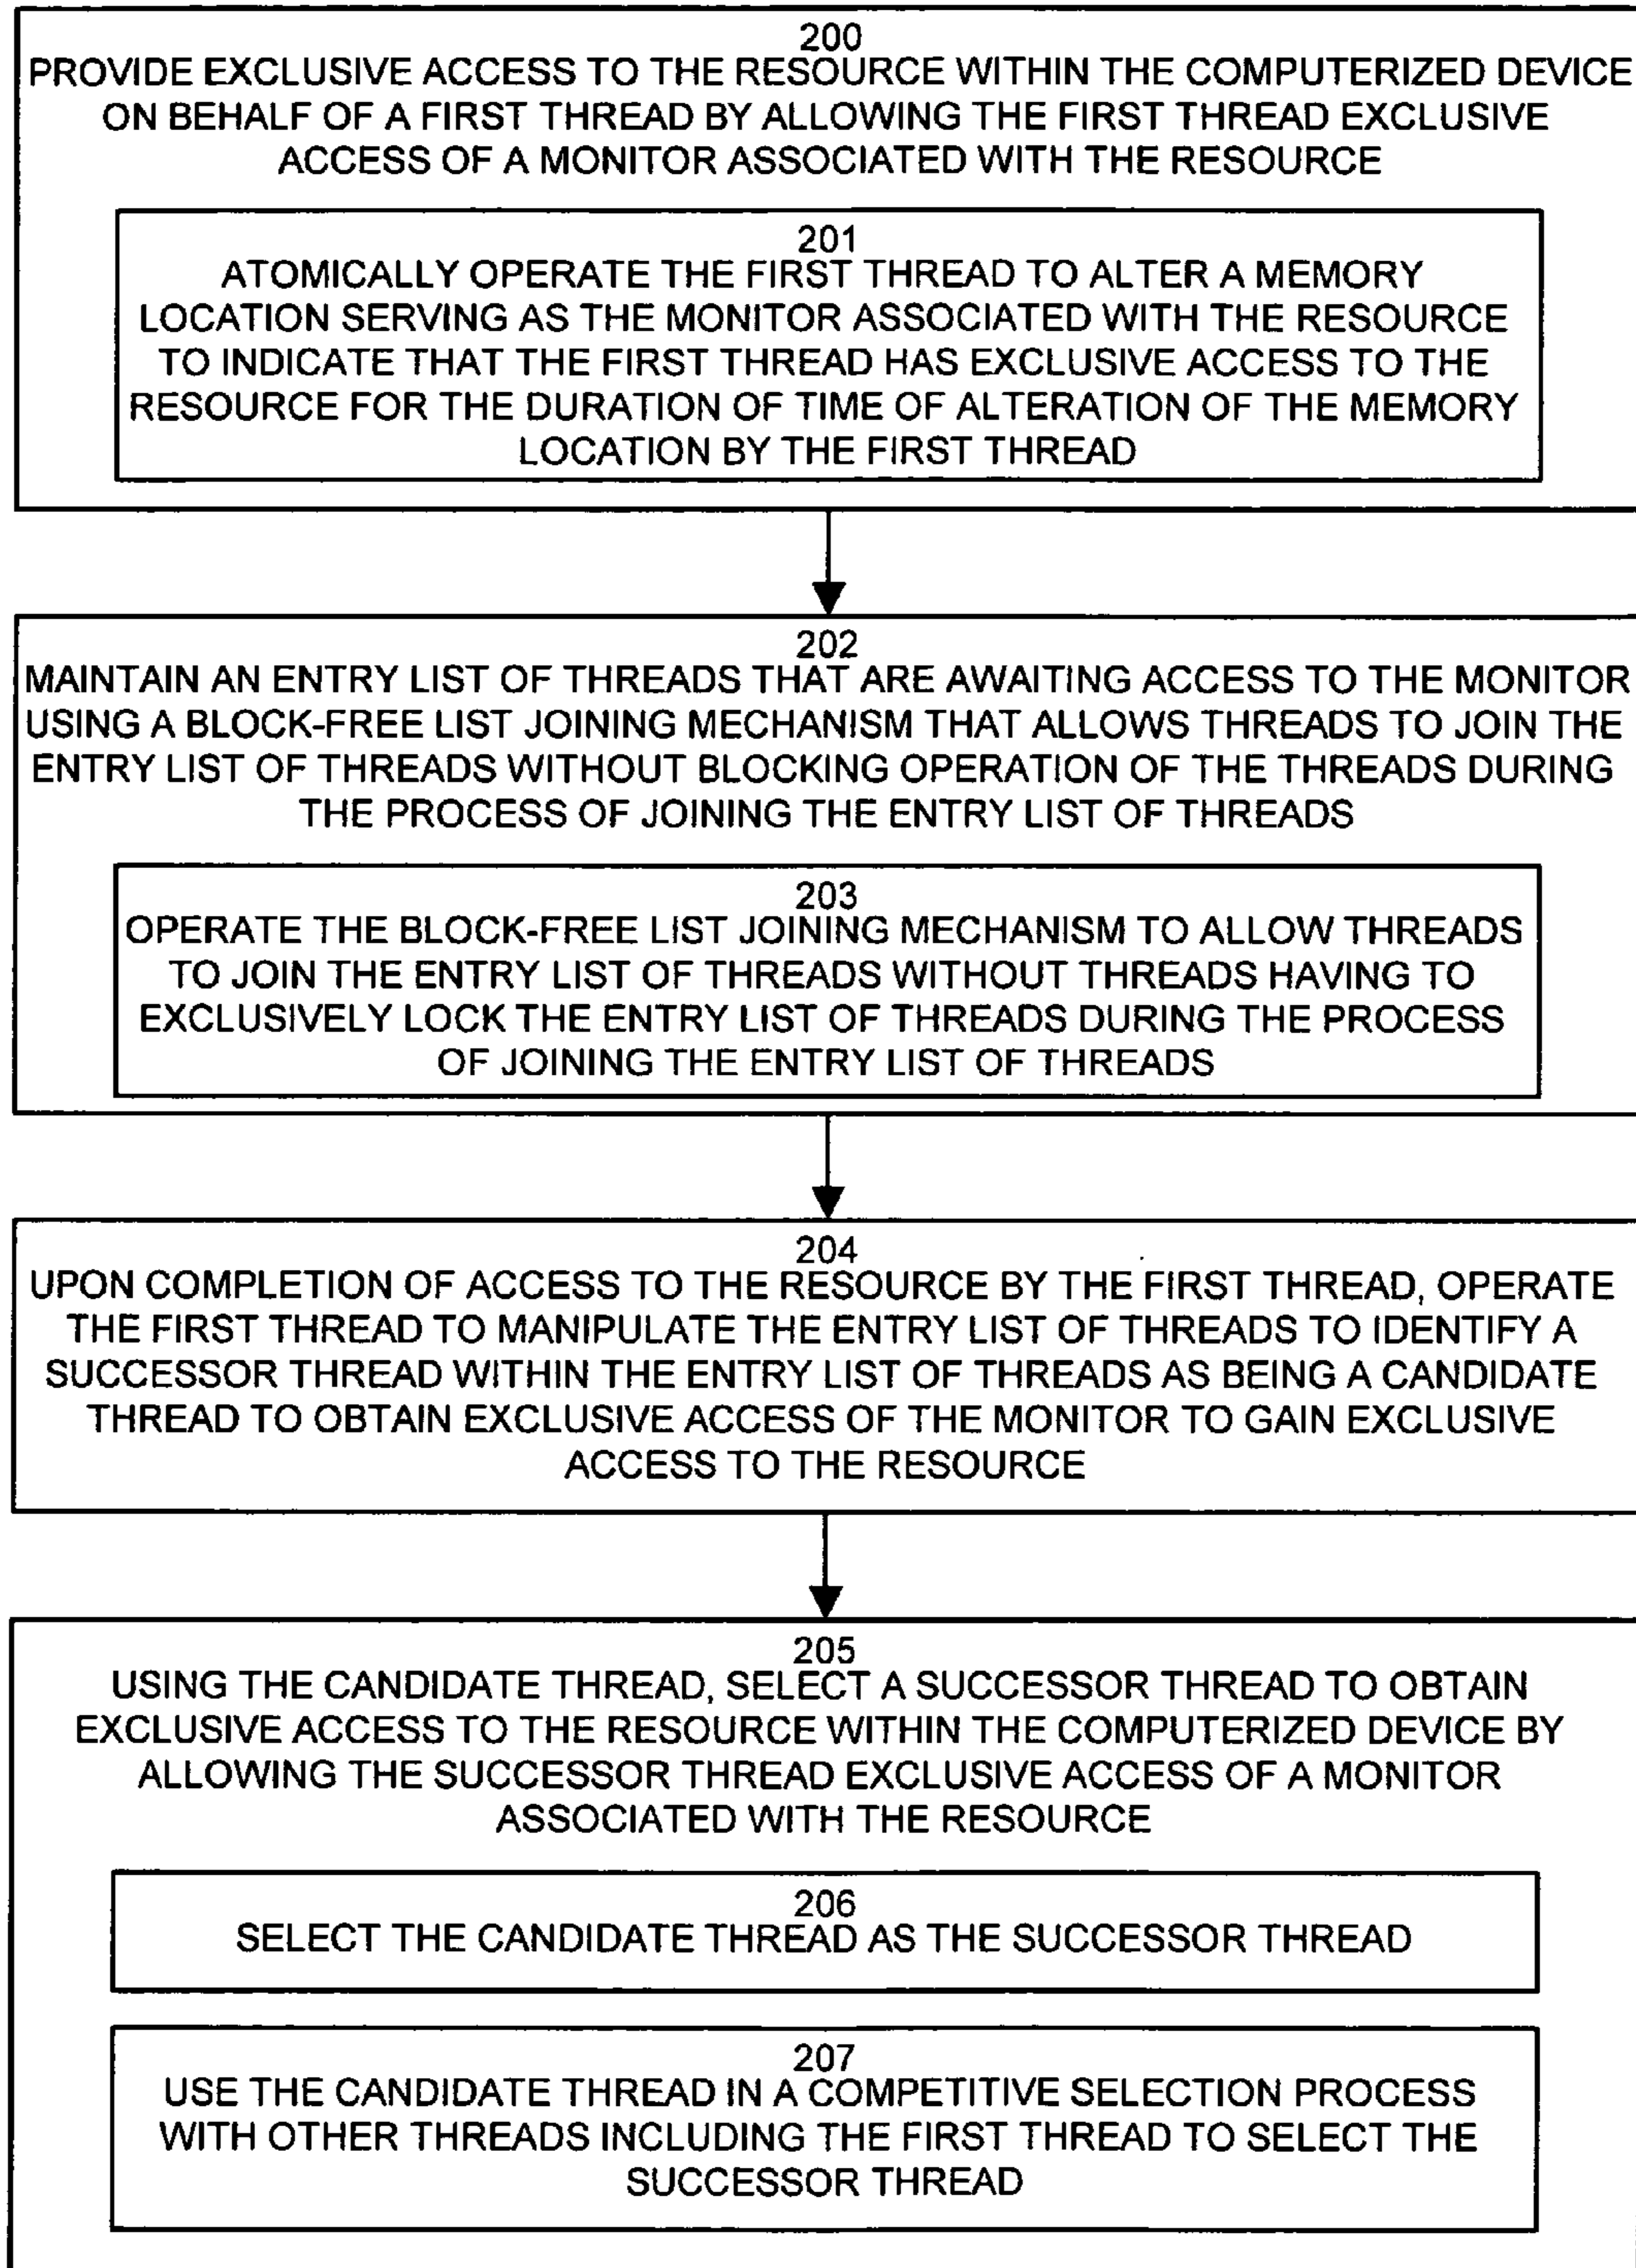 200
PROVIDE EXCLUSIVE ACCESS TO THE RESOURCE WITHIN THE COMPUTERIZED DEVICE
ON BEHALF OF A FIRST THREAD BY ALLOWING THE FIRST THREAD EXCLUSIVE
ACCESS OF A MONITOR ASSOCIATED WITH THE RESOURCE
201
ATOMICALLY OPERATE THE FIRST THREAD TO ALTER A MEMORY
LOCATION SERVING AS THE MONITOR ASSOCIATED WITH THE RESOURCE
TO INDICATE THAT THE FIRST THREAD HAS EXCLUSIVE ACCESS TO THE
RESOURCE FOR THE DURATION OF TIME OF ALTERATION OF THE MEMORY
LOCATION BY THE FIRST THREAD
202
MAINTAIN AN ENTRY LIST OF THREADS THAT ARE AWAITING ACCESS TO THE MONITOR
USING A BLOCK-FREE LIST JOINING MECHANISM THAT ALLOWS THREADS TO JOIN THE
ENTRY LIST OF THREADS WITHOUT BLOCKING OPERATION OF THE THREADS DURING
THE PROCESS OF JOINING THE ENTRY LIST OF THREADS
203
OPERATE THE BLOCK-FREE LIST JOINING MECHANISM TO ALLOW THREADS
TO JOIN THE ENTRY LIST OF THREADS WITHOUT THREADS HAVING TO
EXCLUSIVELY LOCK THE ENTRY LIST OF THREADS DURING THE PROCESS
OF JOINING THE ENTRY LIST OF THREADS
204
UPON COMPLETION OF ACCESS TO THE RESOURCE BY THE FIRST THREAD, OPERATE
THE FIRST THREAD TO MANIPULATE THE ENTRY LIST OF THREADS TO IDENTIFY A
SUCCESSOR THREAD WITHIN THE ENTRY LIST OF THREADS AS BEING A CANDIDATE
THREAD TO OBTAIN EXCLUSIVE ACCESS OF THE MONITOR TO GAIN EXCLUSIVE
ACCESS TO THE RESOURCE
205
USING THE CANDIDATE THREAD, SELECT A SUCCESSOR THREAD TO OBTAIN
EXCLUSIVE ACCESS TO THE RESOURCE WITHIN THE COMPUTERIZED DEVICE BY
ALLOWING THE SUCCESSOR THREAD EXCLUSIVE ACCESS OF A MONITOR
ASSOCIATED WITH THE RESOURCE
206
SELECT THE CANDIDATE THREAD AS THE SUCCESSOR THREAD
207
USE THE CANDIDATE THREAD IN A COMPETITIVE SELECTION PROCESS
WITH OTHER THREADS INCLUDING THE FIRST THREAD TO SELECT THE
SUCCESSOR THREAD